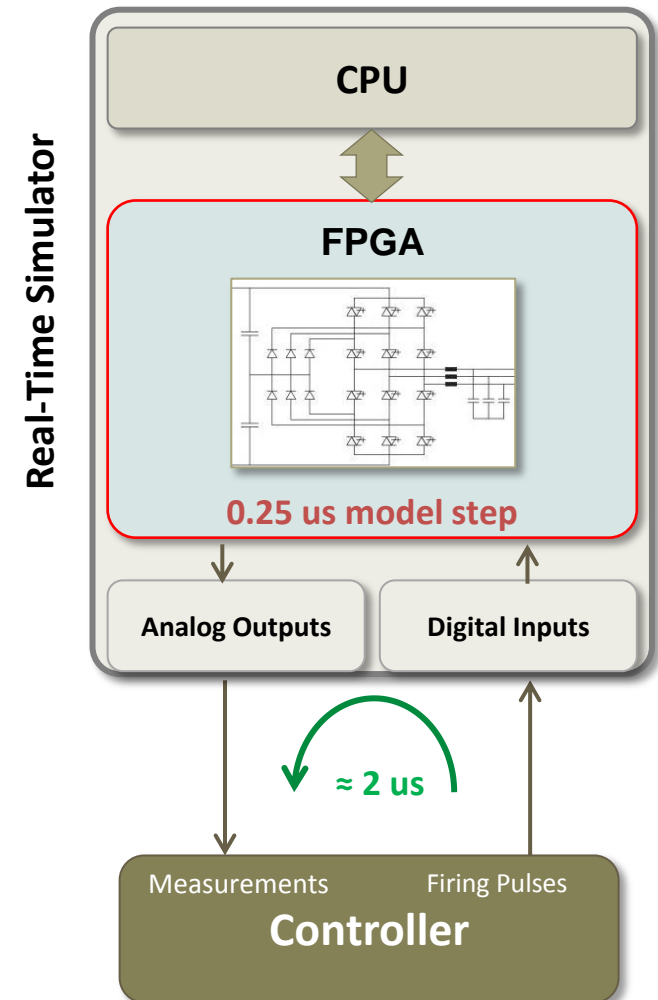 Real-Time Simulator
CPU
FPGA
0.25 us model step
Analog Outputs
Digital Inputs
≈ 2 us
Measurements
Firing Pulses
Controller